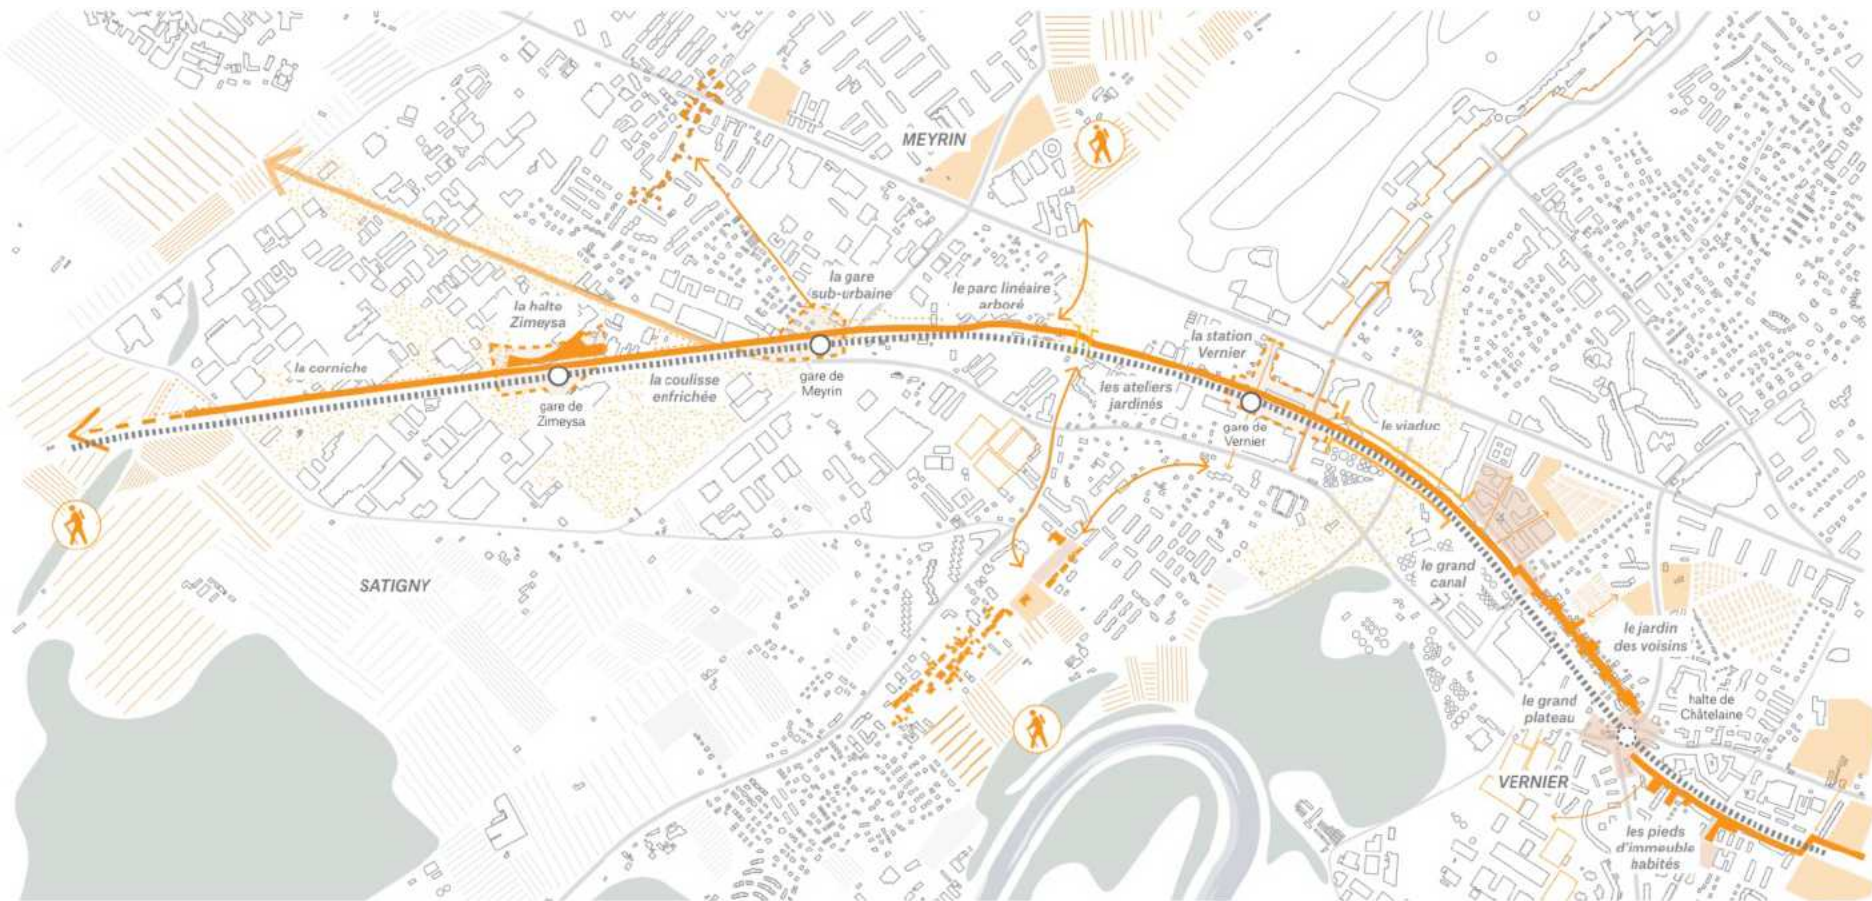 MEYRIN
la gare
sub-urbaine
le parc linéaire
arboré
la halte
Zimeysa
la station
Vernier
la corniche
la coulisse
enfrichée
gare de
Meyrin
les ateliers
jardinés
gare de
Zimeysa
gare de
Vernier
le viaduc
SATIGNY
le grand
canal
le jardin
des voisins
le grand
plateau
halte de
Châtelaine
VERNIER
les pieds
d'immeuble
habités